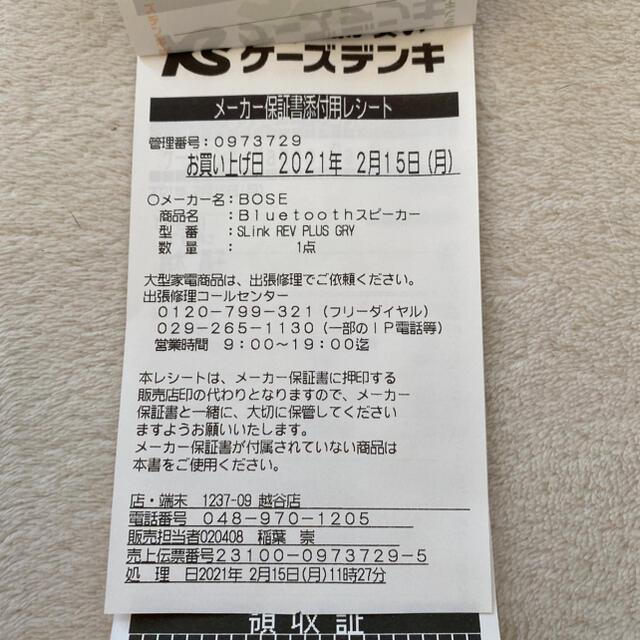 ケーズデンキ
メーカー保証書添付用レシート
管理番号：0973729
お買い上げ日 2021年 2月15日(月)
○メーカー名：BOSE
商品名：Bluetoothスピーカー
型 番 ：SLink REV PLUS GRY
数 量 ： 1点
大型家電商品は、出張修理でご依頼ください。
出張修理コールセンター
0120-799-321（フリーダイヤル）
029-265-1130（一部のIP電話等）
営業時間 9:00～19:00迄
本レシートは、メーカー保証書に押印する
販売店印の代わりとなりますので、メーカー
保証書と一緒に、大切に保管してください
ますようお願いいたします。
メーカー保証書が付属されていない商品は
本書をご使用ください。
店・端末 1237-09 越谷店
電話番号 048-970-1205
販売担当者020408 稲葉 崇
売上伝票番号23100-0973729-5
処 理 日2021年 2月15日(月)11時27分
領収証